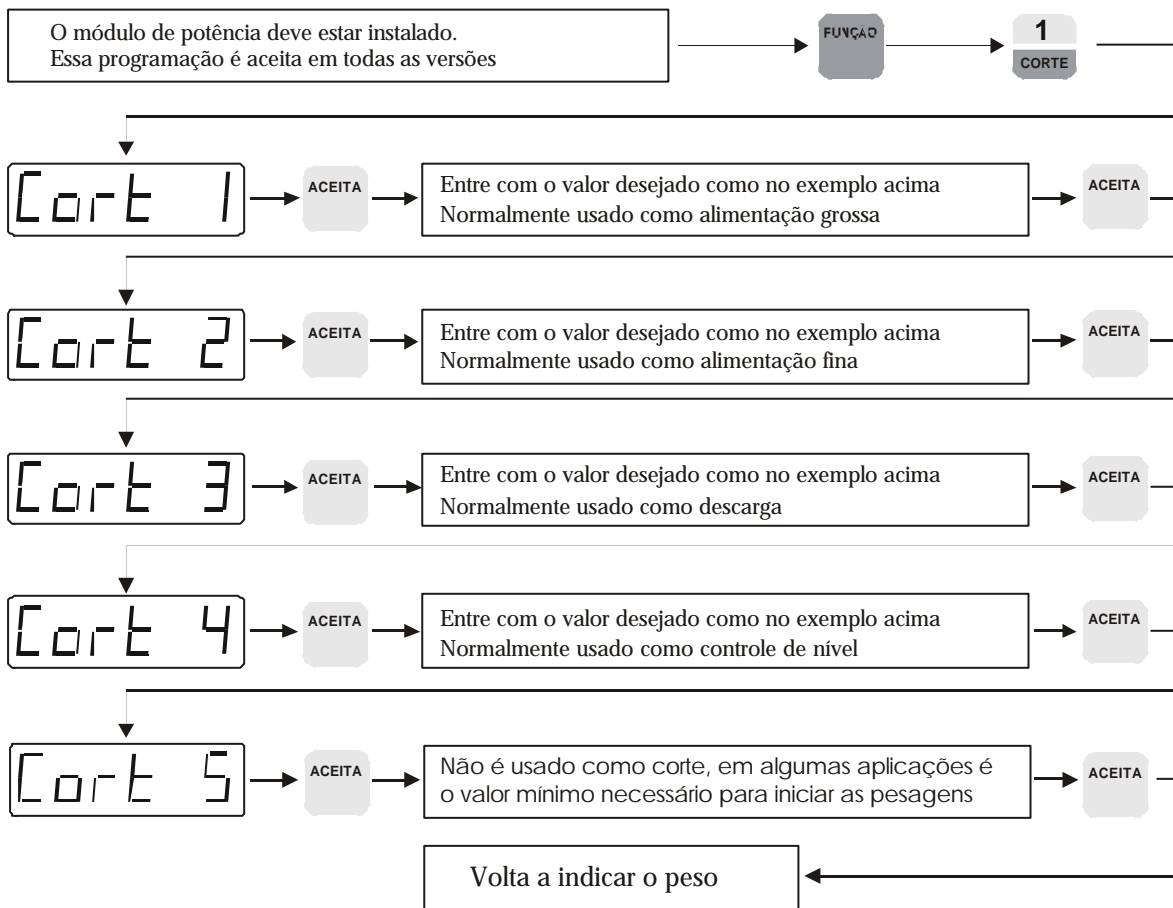 O módulo de potência deve estar instalado.
Essa programação é aceita em todas as versões
FUNÇÃO
1
CORTE
Cort 1
ACEITA
Entre com o valor desejado como no exemplo acima
Normalmente usado como alimentação grossa
ACEITA
Cort 2
ACEITA
Entre com o valor desejado como no exemplo acima
Normalmente usado como alimentação fina
ACEITA
Cort 3
ACEITA
Entre com o valor desejado como no exemplo acima
Normalmente usado como descarga
ACEITA
Cort 4
ACEITA
Entre com o valor desejado como no exemplo acima
Normalmente usado como controle de nível
ACEITA
Cort 5
ACEITA
Não é usado como corte, em algumas aplicações é
o valor mínimo necessário para iniciar as pesagens
ACEITA
Volta a indicar o peso